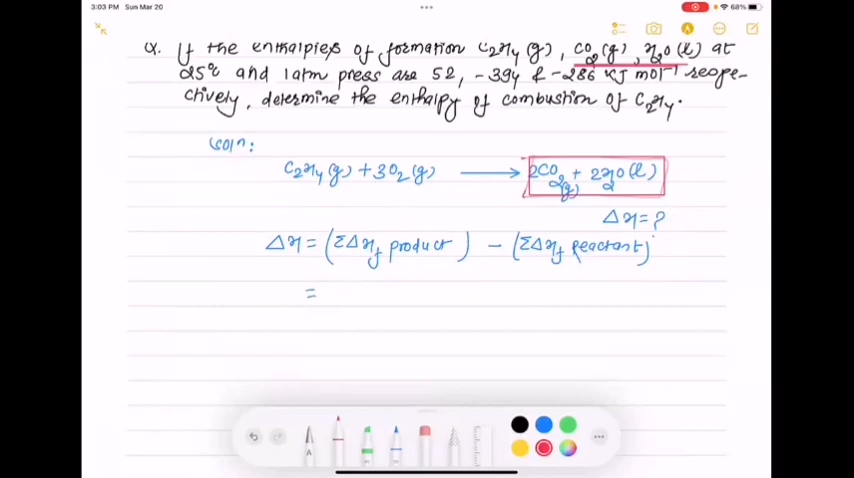 3:03 PM Sun Mar 20
68%
Q. If the enthalpies of formation C₂H₄(g), CO₂(g), H₂O(l) at
25°C and 1atm press are 52, -394 & -286 KJ mol⁻¹ respe-
ctively, determine the enthalpy of combustion of C₂H₄.
Soln:
C₂H₄(g) + 3O₂(g) ⟶ 2CO₂(g) + 2H₂O(l)
ΔH = ?
ΔH = (ΣΔH_f product) - (ΣΔH_f reactant)
=
A